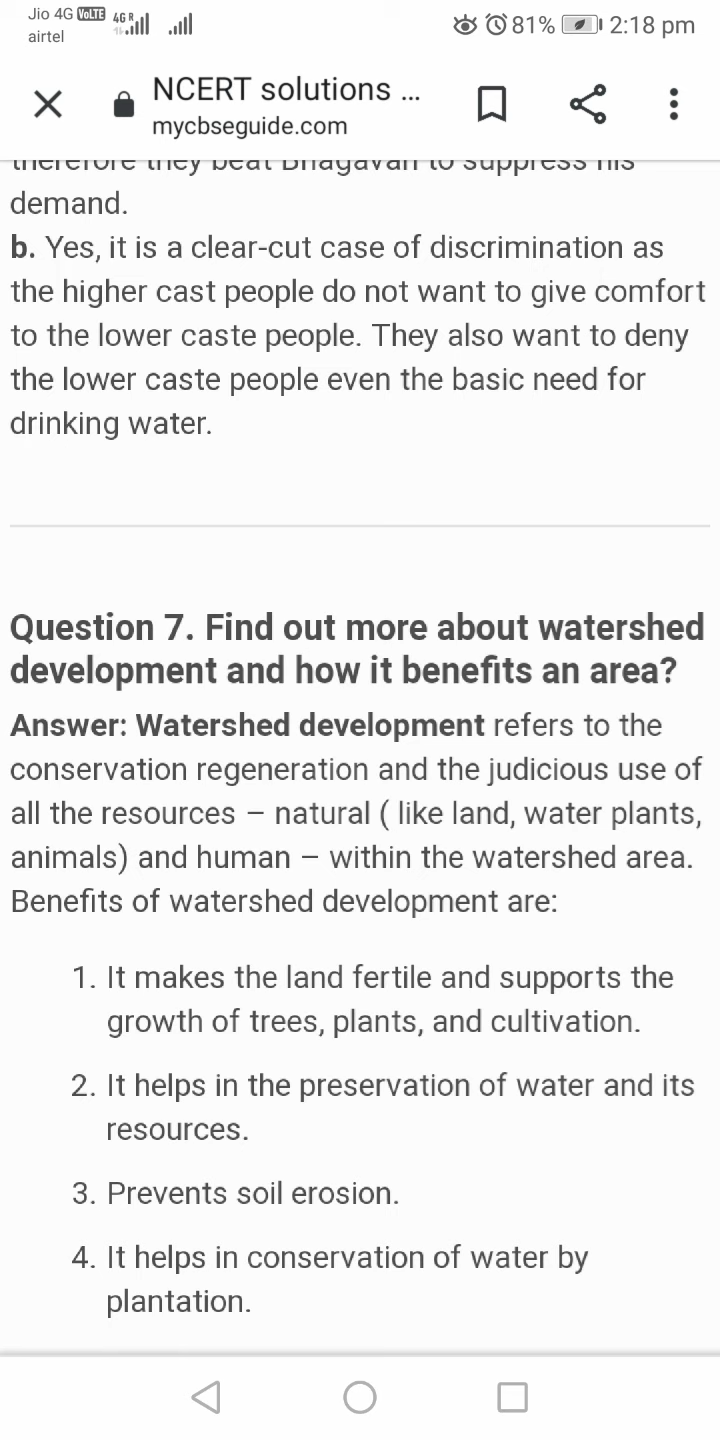 Jio 4G VoLTE 4G R 81% 2:18 pm
airtel
NCERT solutions ...
mycbseguide.com
therefore they beat Bhagavan to suppress his
demand.
b. Yes, it is a clear-cut case of discrimination as
the higher cast people do not want to give comfort
to the lower caste people. They also want to deny
the lower caste people even the basic need for
drinking water.
Question 7. Find out more about watershed
development and how it benefits an area?
Answer: Watershed development refers to the
conservation regeneration and the judicious use of
all the resources – natural ( like land, water plants,
animals) and human – within the watershed area.
Benefits of watershed development are:
1. It makes the land fertile and supports the
growth of trees, plants, and cultivation.
2. It helps in the preservation of water and its
resources.
3. Prevents soil erosion.
4. It helps in conservation of water by
plantation.